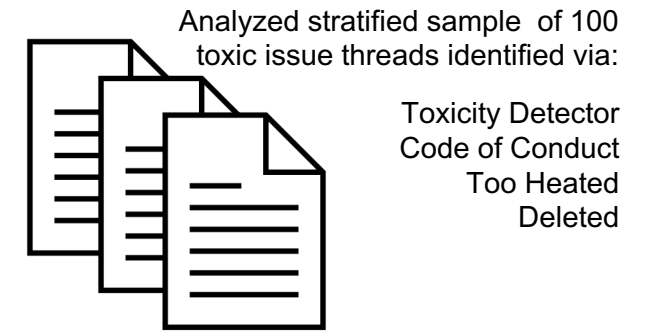 Analyzed stratified sample of 100
toxic issue threads identified via:
Toxicity Detector
Code of Conduct
Too Heated
Deleted